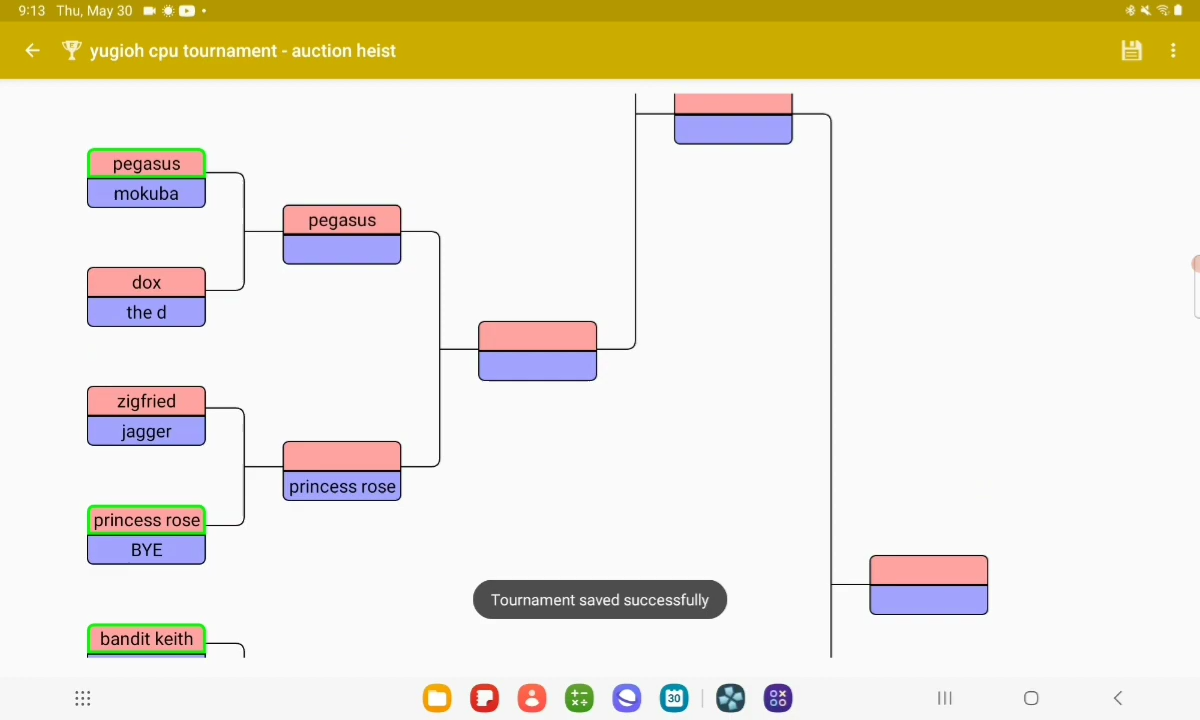 9:13 Thu, May 30
yugioh cpu tournament - auction heist
pegasus
mokuba
pegasus
dox
the d
zigfried
jagger
princess rose
princess rose
BYE
Tournament saved successfully
bandit keith
30